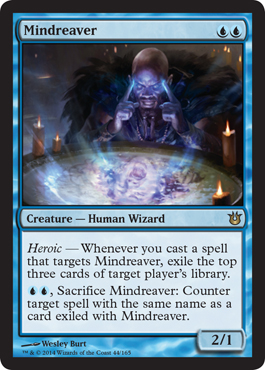 Mindreaver
Creature — Human Wizard
Heroic — Whenever you cast a spell
that targets Mindreaver, exile the top
three cards of target player's library.
, Sacrifice Mindreaver: Counter
target spell with the same name as a
card exiled with Mindreaver.
Wesley Burt
2/1
™ & © 2014 Wizards of the Coast 44/165